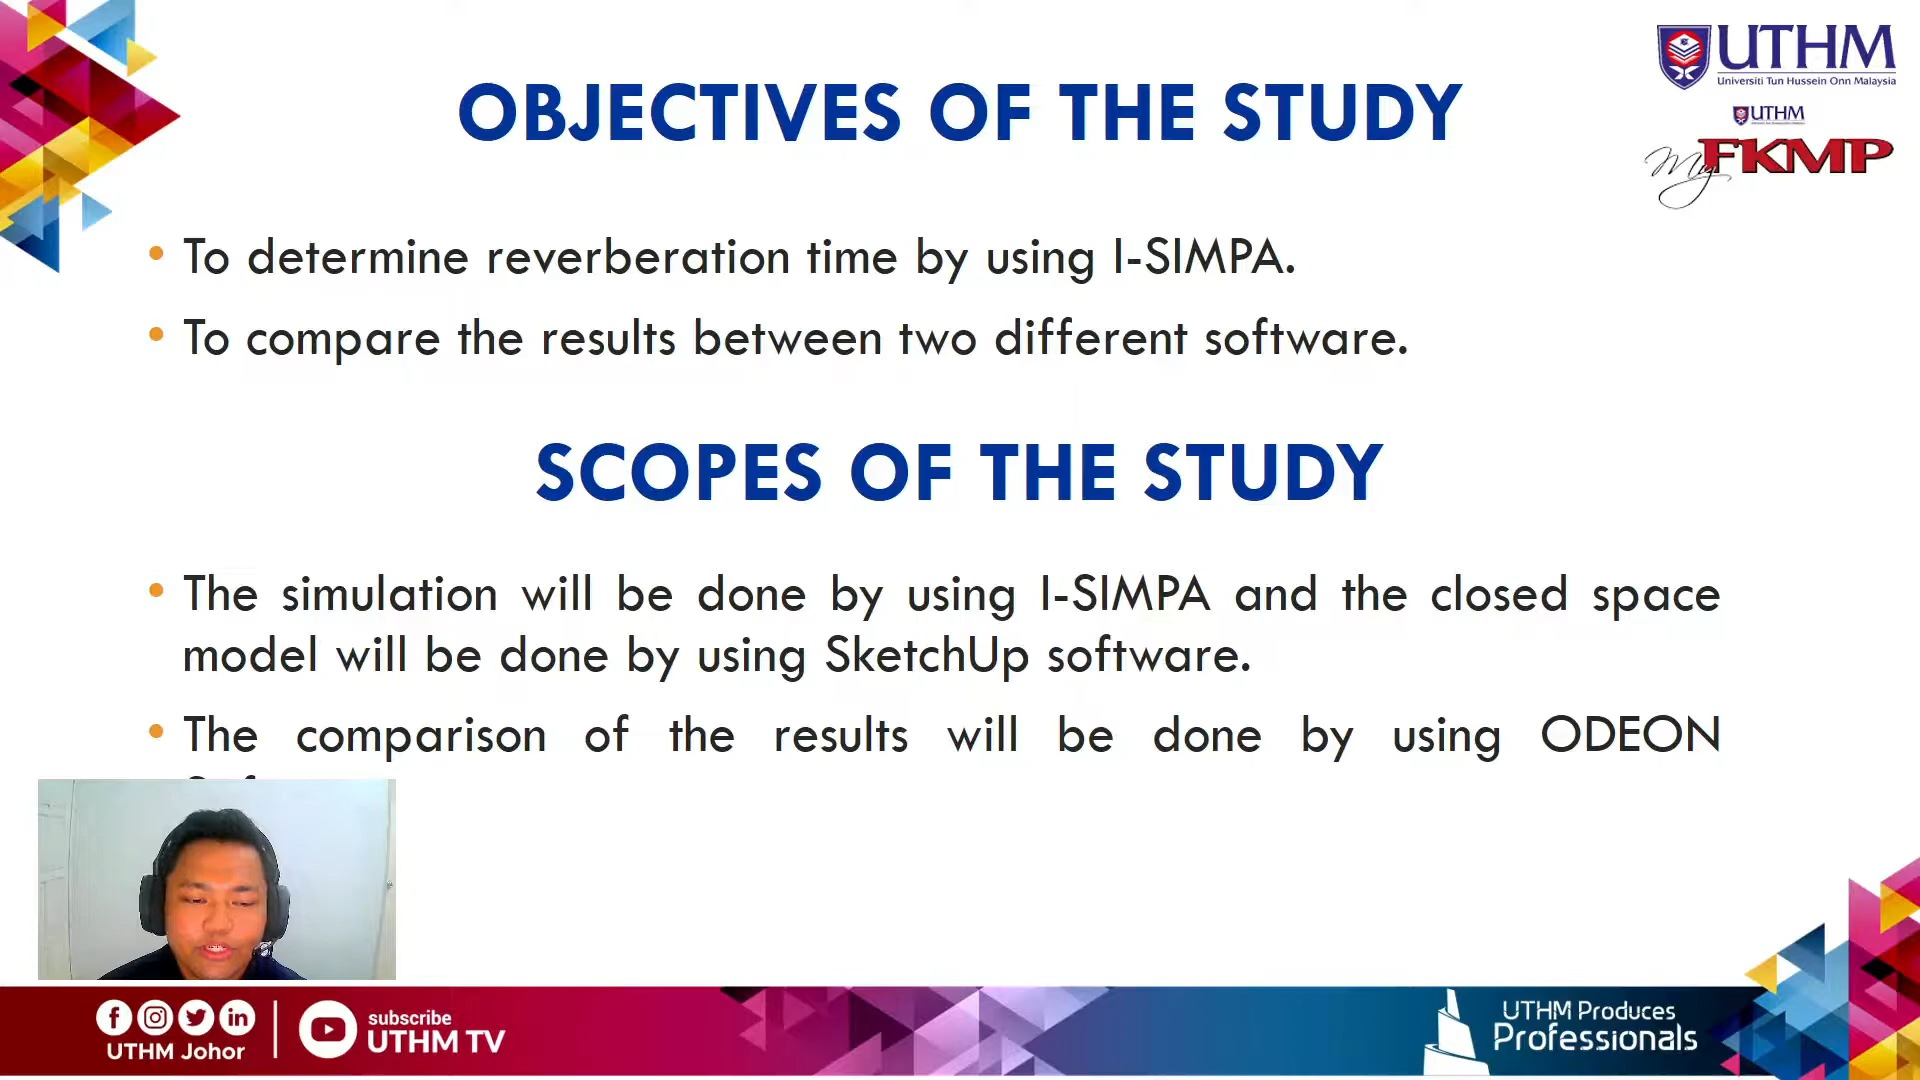 UTHM
Universiti Tun Hussein Onn Malaysia
UTHM
My FKMP
OBJECTIVES OF THE STUDY
• To determine reverberation time by using I-SIMPA.
• To compare the results between two different software.
SCOPES OF THE STUDY
• The simulation will be done by using I-SIMPA and the closed space
model will be done by using SketchUp software.
• The comparison of the results will be done by using ODEON
subscribe
UTHM TV
UTHM Johor
UTHM Produces
Professionals